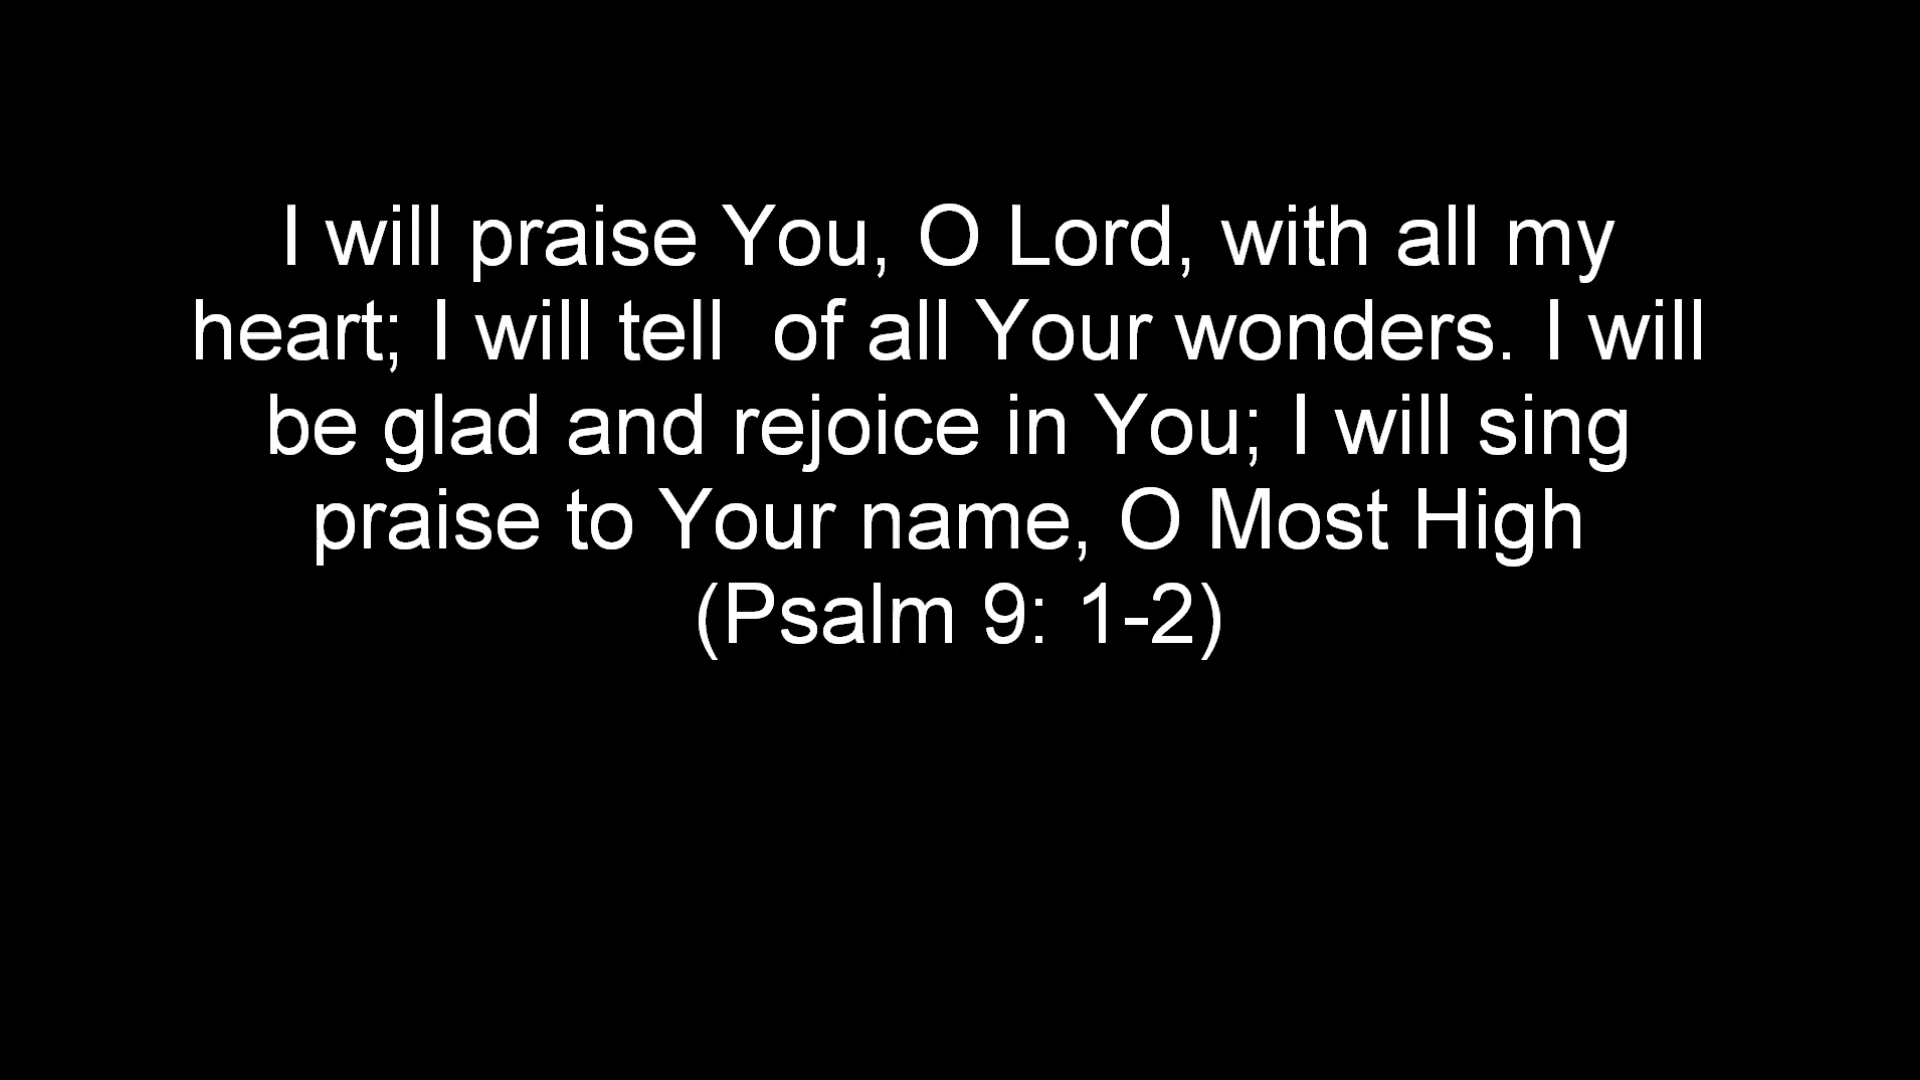 I will praise You, O Lord, with all my
heart; I will tell  of all Your wonders. I will
be glad and rejoice in You; I will sing
praise to Your name, O Most High
(Psalm 9: 1-2)